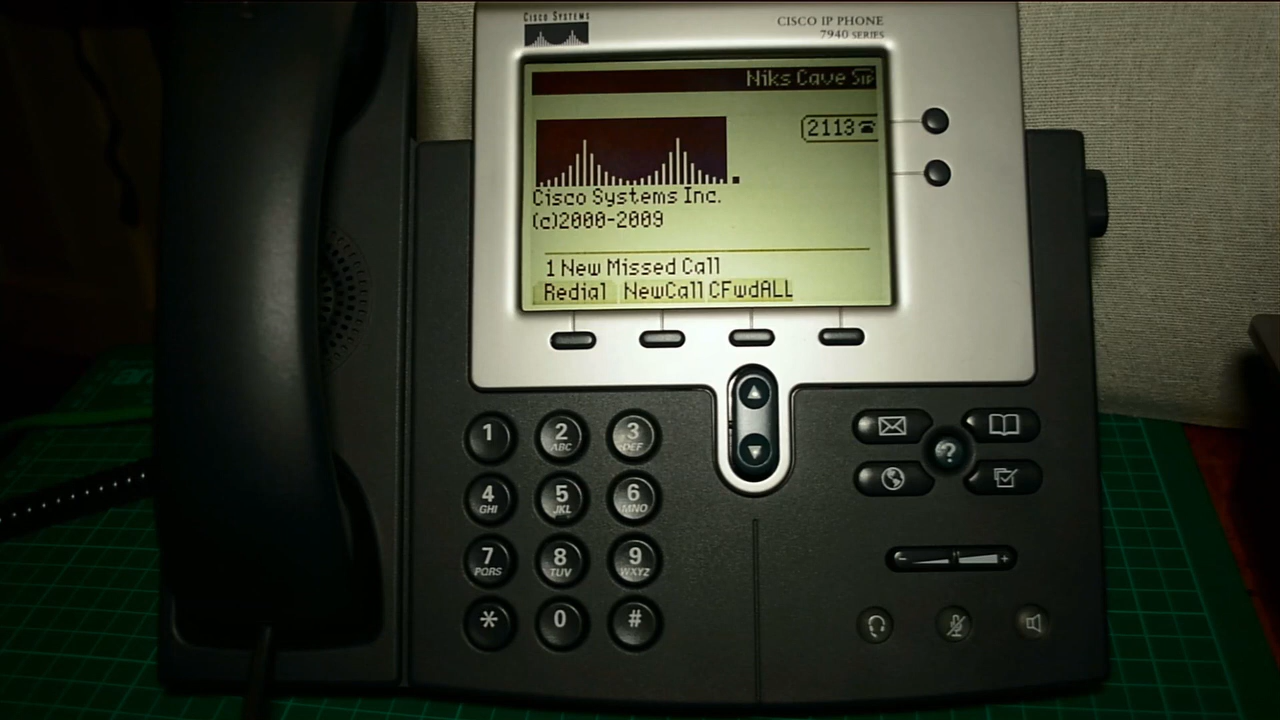 CISCO SYSTEMS
CISCO IP PHONE
7940 SERIES
Niks Cave SIP
2113
Cisco Systems Inc.
(c)2000-2009
1 New Missed Call
Redial NewCall CFwdALL
1 2 ABC 3 DEF
4 GHI 5 JKL 6 MNO
7 PQRS 8 TUV 9 WXYZ
* 0 #
?
- +